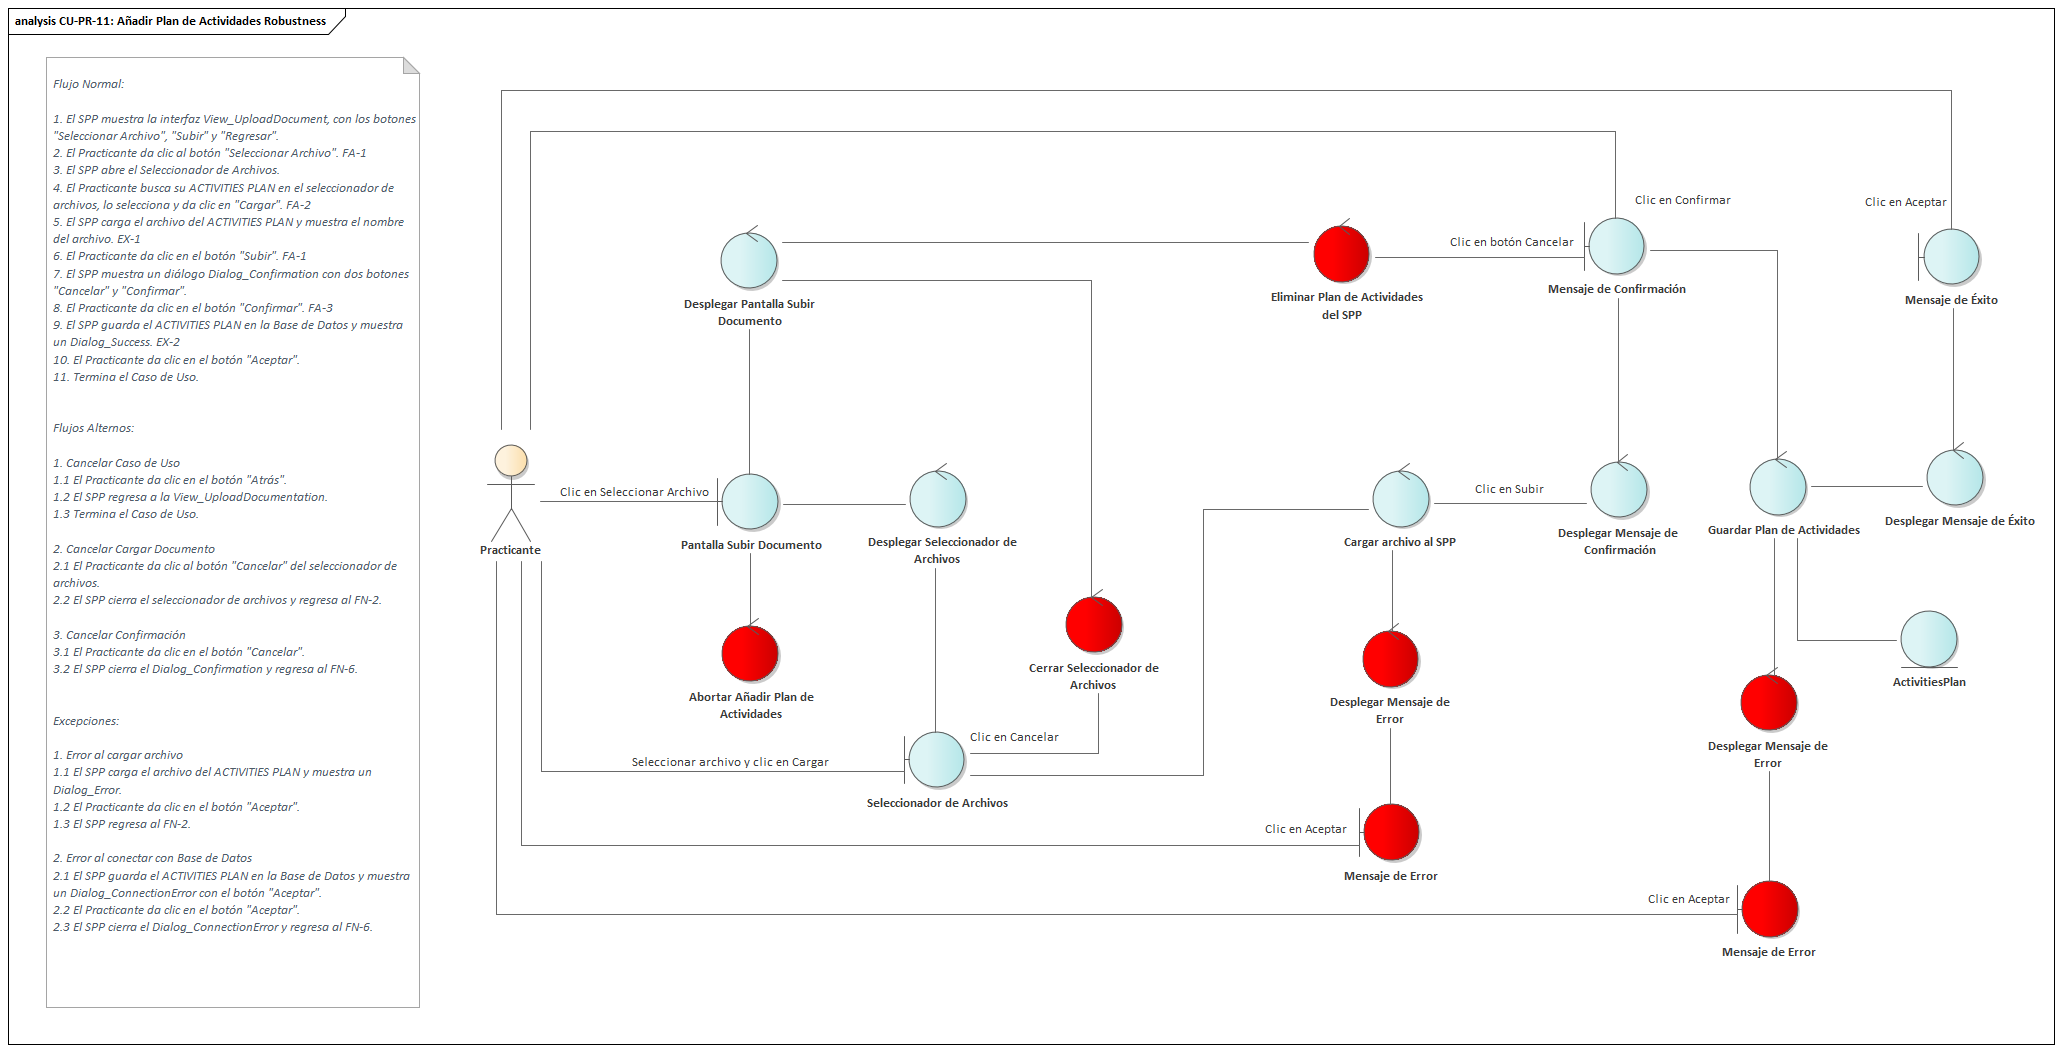 analysis CU-PR-11: Añadir Plan de Actividades Robustness
Flujo Normal:
1. El SPP muestra la interfaz View_UploadDocument, con los botones
"Seleccionar Archivo", "Subir" y "Regresar".
2. El Practicante da clic al botón "Seleccionar Archivo". FA-1
3. El SPP abre el Seleccionador de Archivos.
4. El Practicante busca su ACTIVITIES PLAN en el seleccionador de
archivos, lo selecciona y da clic en "Cargar". FA-2
5. El SPP carga el archivo del ACTIVITIES PLAN y muestra el nombre
del archivo. EX-1
6. El Practicante da clic en el botón "Subir". FA-1
7. El SPP muestra un diálogo Dialog_Confirmation con dos botones
"Cancelar" y "Confirmar".
8. El Practicante da clic en el botón "Confirmar". FA-3
9. El SPP guarda el ACTIVITIES PLAN en la Base de Datos y muestra
un Dialog_Success. EX-2
10. El Practicante da clic en el botón "Aceptar".
11. Termina el Caso de Uso.
Flujos Alternos:
1. Cancelar Caso de Uso
1.1 El Practicante da clic en el botón "Atrás".
1.2 El SPP regresa a la View_UploadDocumentation.
1.3 Termina el Caso de Uso.
2. Cancelar Cargar Documento
2.1 El Practicante da clic al botón "Cancelar" del seleccionador de
archivos.
2.2 El SPP cierra el seleccionador de archivos y regresa al FN-2.
3. Cancelar Confirmación
3.1 El Practicante da clic en el botón "Cancelar".
3.2 El SPP cierra el Dialog_Confirmation y regresa al FN-6.
Excepciones:
1. Error al cargar archivo
1.1 El SPP carga el archivo del ACTIVITIES PLAN y muestra un
Dialog_Error.
1.2 El Practicante da clic en el botón "Aceptar".
1.3 El SPP regresa al FN-2.
2. Error al conectar con Base de Datos
2.1 El SPP guarda el ACTIVITIES PLAN en la Base de Datos y muestra
un Dialog_ConnectionError con el botón "Aceptar".
2.2 El Practicante da clic en el botón "Aceptar".
2.3 El SPP cierra el Dialog_ConnectionError y regresa al FN-6.
Clic en Confirmar
Clic en Aceptar
Clic en botón Cancelar
Desplegar Pantalla Subir
Documento
Eliminar Plan de Actividades
del SPP
Mensaje de Confirmación
Mensaje de Éxito
Practicante
Clic en Seleccionar Archivo
Pantalla Subir Documento
Desplegar Seleccionador de
Archivos
Cargar archivo al SPP
Clic en Subir
Desplegar Mensaje de
Confirmación
Guardar Plan de Actividades
Desplegar Mensaje de Éxito
Abortar Añadir Plan de
Actividades
Cerrar Seleccionador de
Archivos
Desplegar Mensaje de
Error
ActivitiesPlan
Desplegar Mensaje de
Error
Clic en Cancelar
Seleccionar archivo y clic en Cargar
Seleccionador de Archivos
Clic en Aceptar
Mensaje de Error
Clic en Aceptar
Mensaje de Error